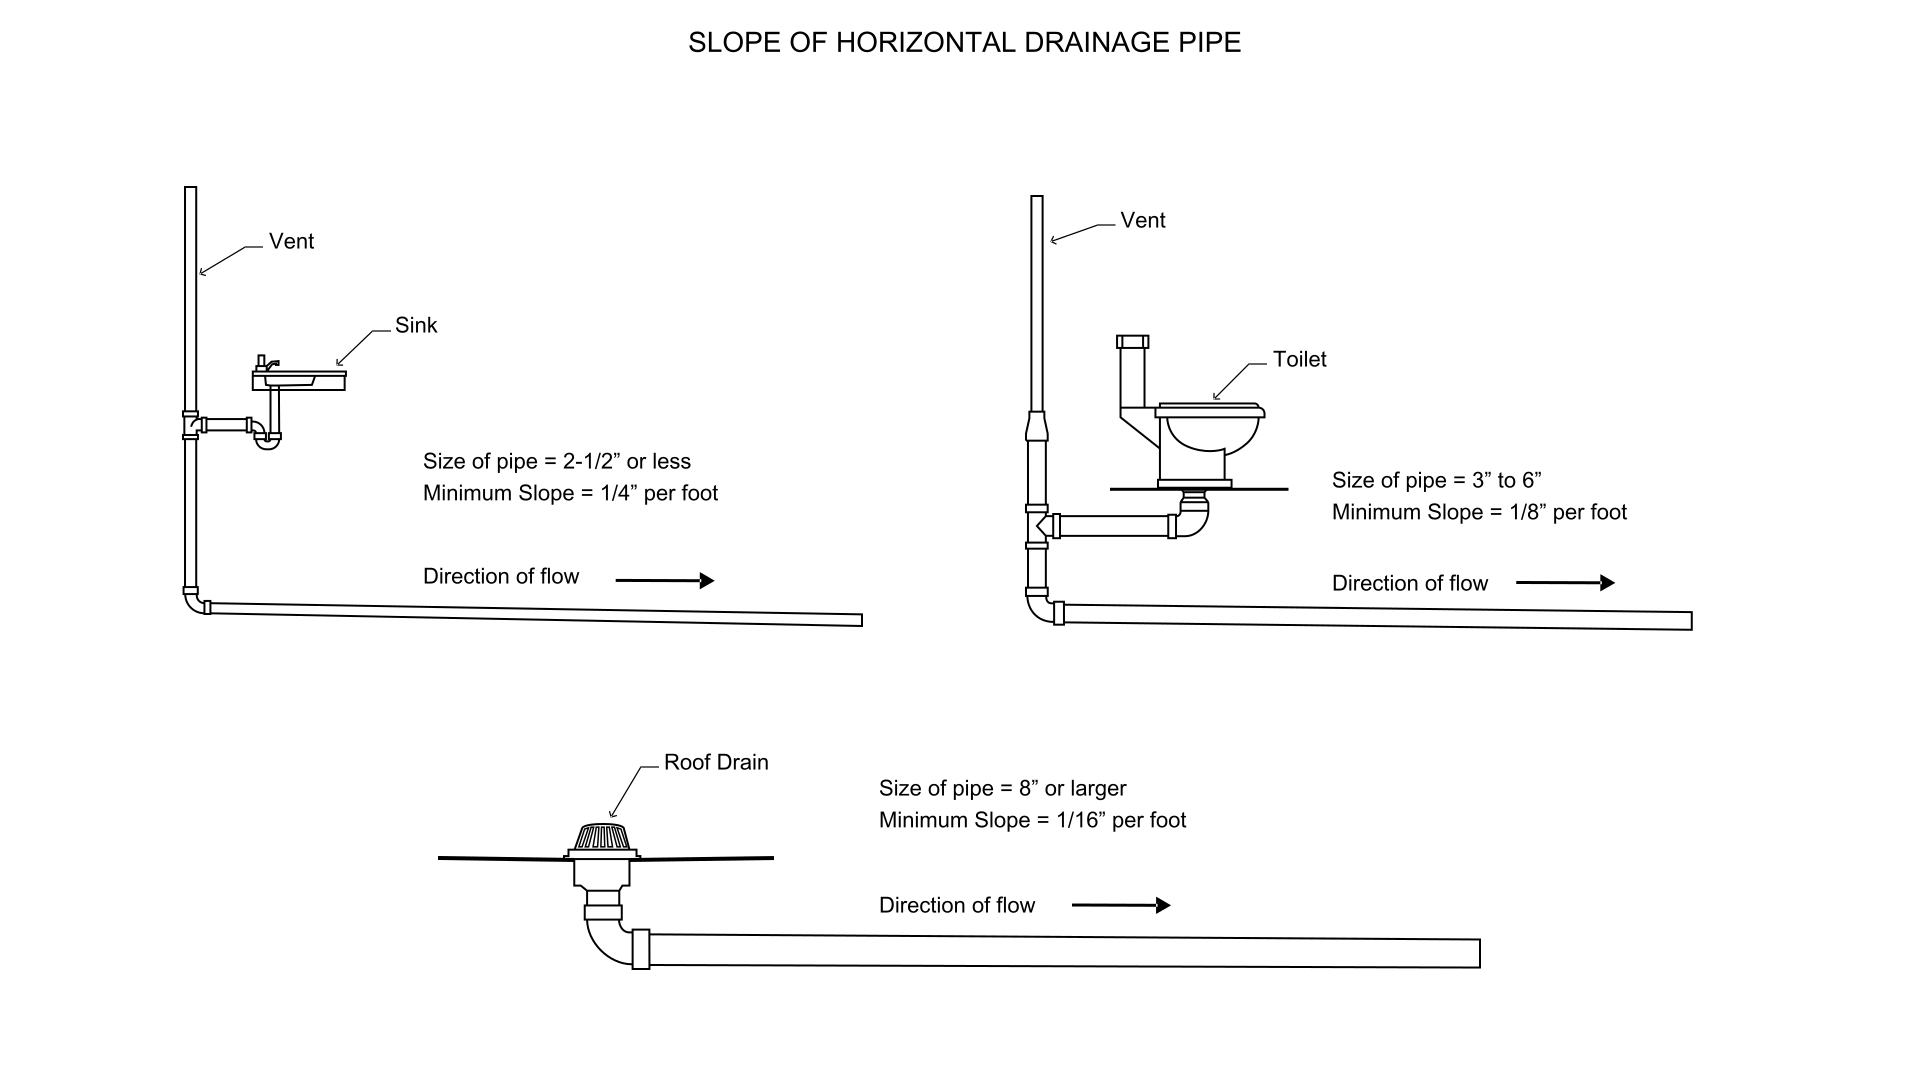 SLOPE OF HORIZONTAL DRAINAGE PIPE
Vent
Sink
Size of pipe = 2-1/2” or less
Minimum Slope = 1/4” per foot
Direction of flow
Vent
Toilet
Size of pipe = 3” to 6”
Minimum Slope = 1/8” per foot
Direction of flow
Roof Drain
Size of pipe = 8” or larger
Minimum Slope = 1/16” per foot
Direction of flow